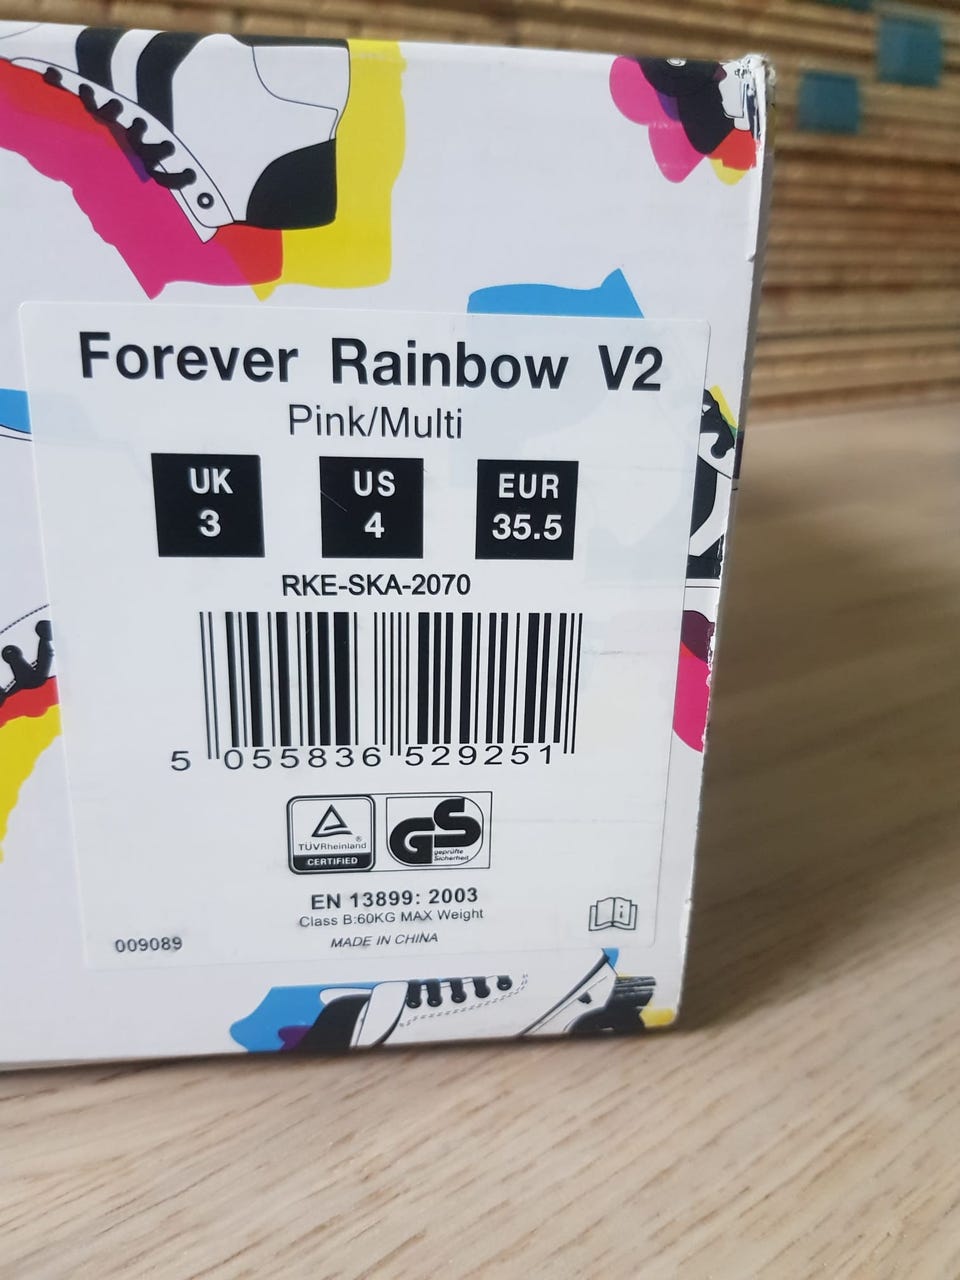 Forever Rainbow V2
Pink/Multi
UK 3
US 4
EUR 35.5
RKE-SKA-2070
5 055836 529251
TÜVRheinland ®
CERTIFIED
GS
geprüfte
Sicherheit
EN 13899: 2003
Class B:60KG MAX Weight
009089
MADE IN CHINA